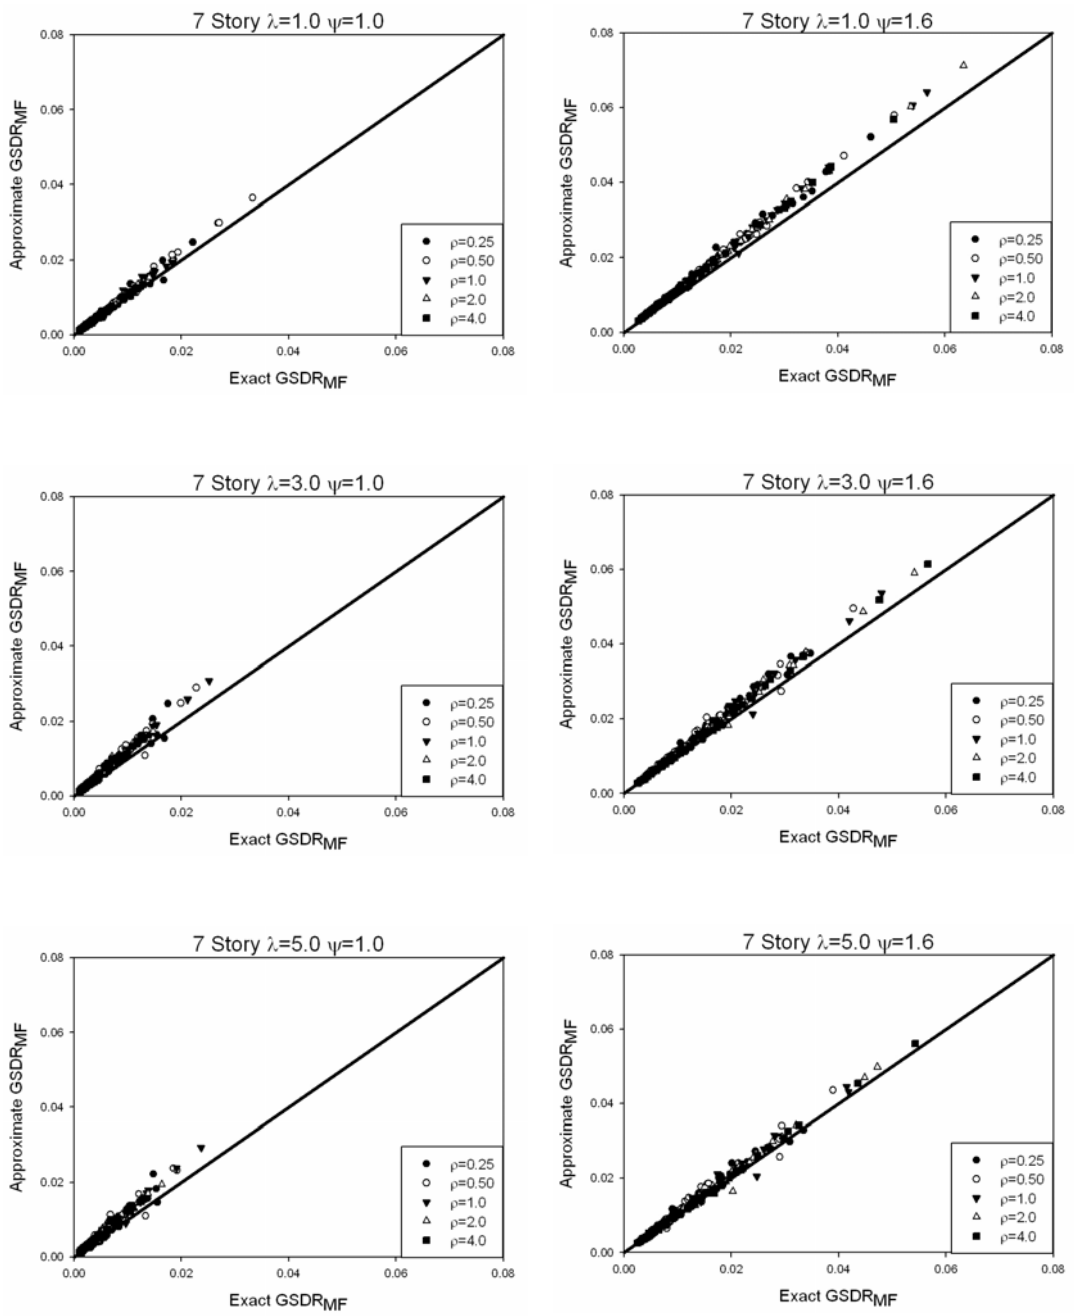 7 Story λ=1.0 ψ=1.0
Approximate GSDRMF
0.08
0.06
0.04
0.02
0.00
ρ=0.25
ρ=0.50
ρ=1.0
ρ=2.0
ρ=4.0
0.00 0.02 0.04 0.06 0.08
Exact GSDRMF
7 Story λ=1.0 ψ=1.6
Approximate GSDRMF
0.08
0.06
0.04
0.02
0.00
ρ=0.25
ρ=0.50
ρ=1.0
ρ=2.0
ρ=4.0
0.00 0.02 0.04 0.06 0.08
Exact GSDRMF
7 Story λ=3.0 ψ=1.0
Approximate GSDRMF
0.08
0.06
0.04
0.02
0.00
ρ=0.25
ρ=0.50
ρ=1.0
ρ=2.0
ρ=4.0
0.00 0.02 0.04 0.06 0.08
Exact GSDRMF
7 Story λ=3.0 ψ=1.6
Approximate GSDRMF
0.08
0.06
0.04
0.02
0.00
ρ=0.25
ρ=0.50
ρ=1.0
ρ=2.0
ρ=4.0
0.00 0.02 0.04 0.06 0.08
Exact GSDRMF
7 Story λ=5.0 ψ=1.0
Approximate GSDRMF
0.08
0.06
0.04
0.02
0.00
ρ=0.25
ρ=0.50
ρ=1.0
ρ=2.0
ρ=4.0
0.00 0.02 0.04 0.06 0.08
Exact GSDRMF
7 Story λ=5.0 ψ=1.6
Approximate GSDRMF
0.08
0.06
0.04
0.02
0.00
ρ=0.25
ρ=0.50
ρ=1.0
ρ=2.0
ρ=4.0
0.00 0.02 0.04 0.06 0.08
Exact GSDRMF